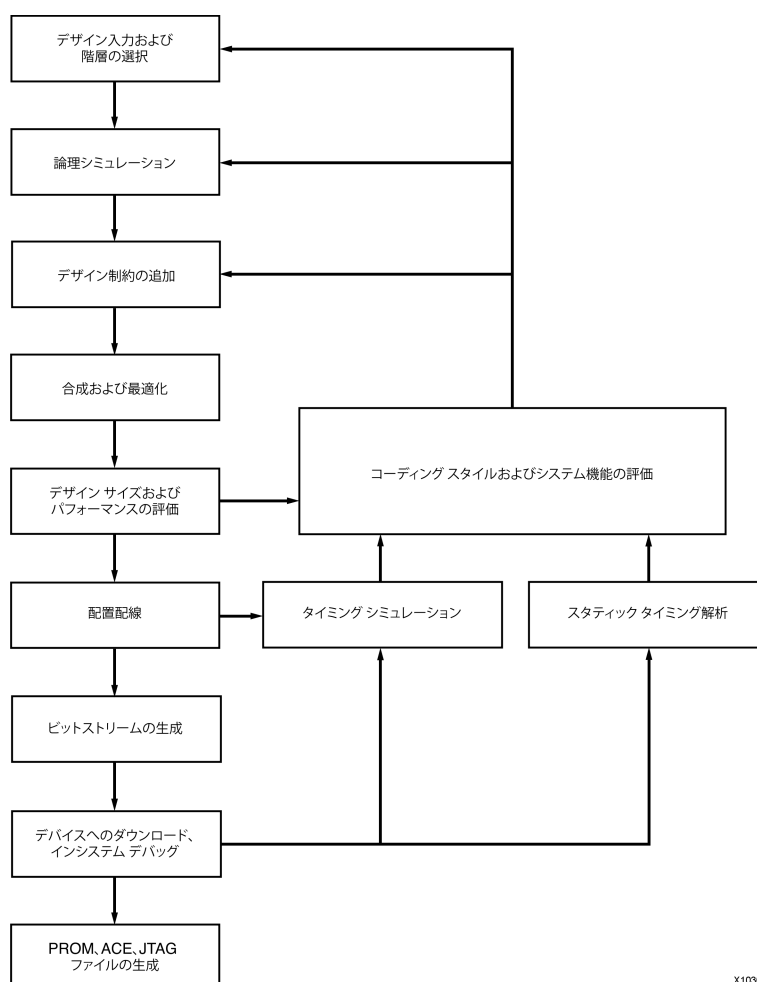 デザイン入力および
階層の選択
論理シミュレーション
デザイン制約の追加
合成および最適化
コーディング スタイルおよびシステム機能の評価
デザイン サイズおよび
パフォーマンスの評価
配置配線
タイミング シミュレーション
スタティック タイミング解析
ビットストリームの生成
デバイスへのダウンロード、
インシステム デバッグ
PROM、ACE、JTAG
ファイルの生成